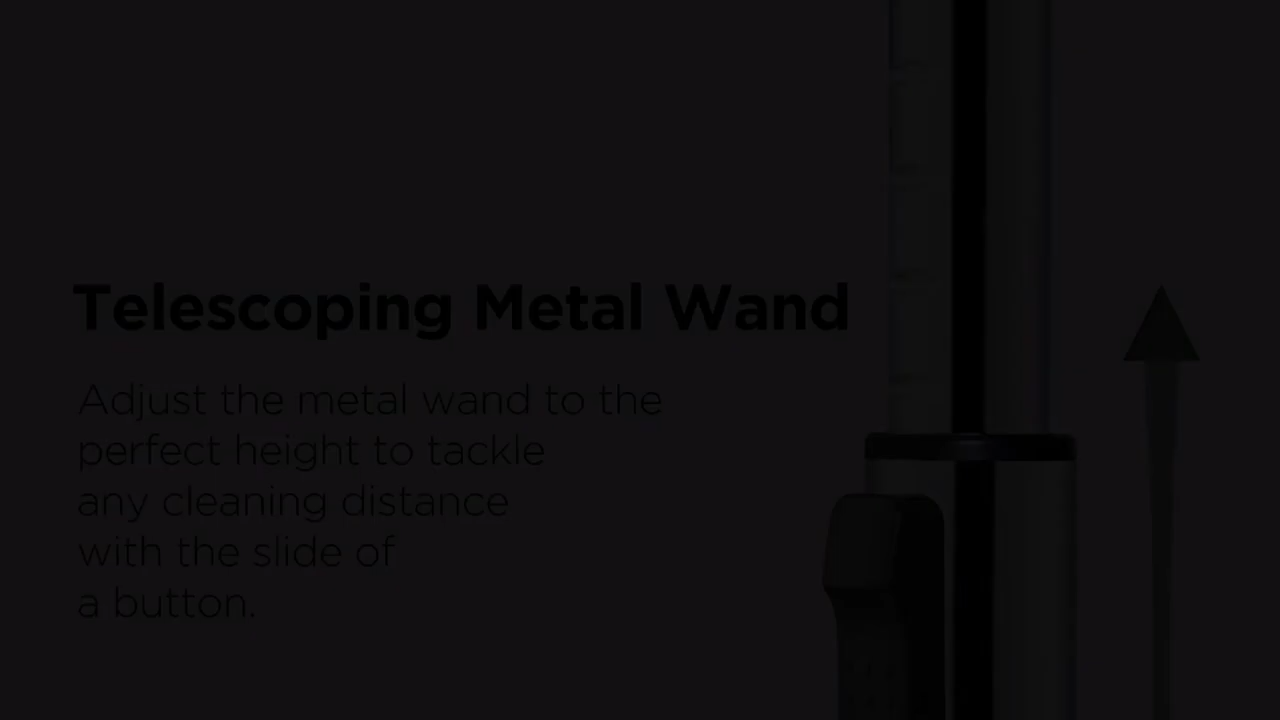 Telescoping Metal Wand
Adjust the metal wand to the
perfect height to tackle
any cleaning distance
with the slide of
a button.